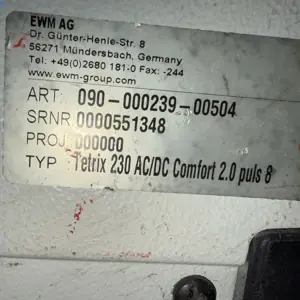 EWM AG
Dr. Günter-Henle-Str. 8
56271 Mündersbach, Germany
Tel: +49(0)2680 181-0 Fax: -244
www.ewm-group.com
ART: 090-000239-00504
SRNR 0000551348
PROJ 000000
TYP Tetrix 230 AC/DC Comfort 2.0 puls 8